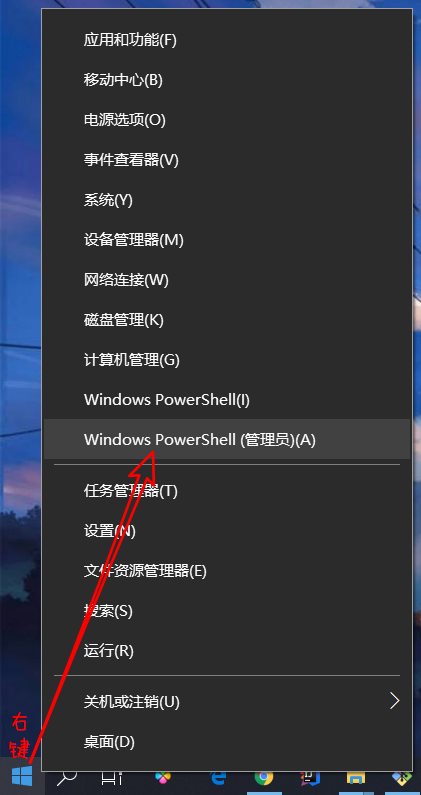 应用和功能(F)
移动中心(B)
电源选项(O)
事件查看器(V)
系统(Y)
设备管理器(M)
网络连接(W)
磁盘管理(K)
计算机管理(G)
Windows PowerShell(I)
Windows PowerShell (管理员)(A)
任务管理器(T)
设置(N)
文件资源管理器(E)
搜索(S)
运行(R)
关机或注销(U)
桌面(D)
右
键